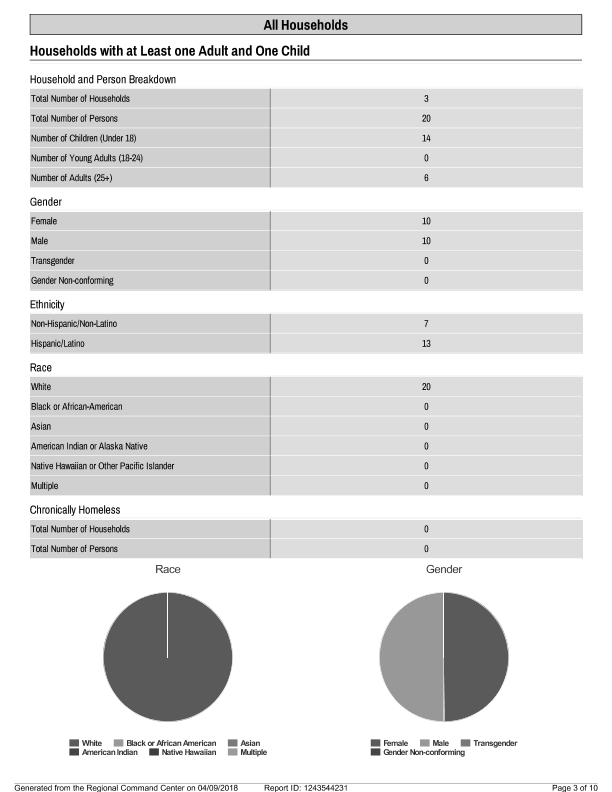 All Households
Households with at Least one Adult and One Child
Household and Person Breakdown
Total Number of Households 3
Total Number of Persons 20
Number of Children (Under 18) 14
Number of Young Adults (18-24) 0
Number of Adults (25+) 6
Gender
Female 10
Male 10
Transgender 0
Gender Non-conforming 0
Ethnicity
Non-Hispanic/Non-Latino 7
Hispanic/Latino 13
Race
White 20
Black or African-American 0
Asian 0
American Indian or Alaska Native 0
Native Hawaiian or Other Pacific Islander 0
Multiple 0
Chronically Homeless
Total Number of Households 0
Total Number of Persons 0
Race Gender
White Black or African American Asian Female Male Transgender
American Indian Native Hawaiian Multiple Gender Non-conforming
Generated from the Regional Command Center on 04/09/2018 Report ID: 1243544231 Page 3 of 10